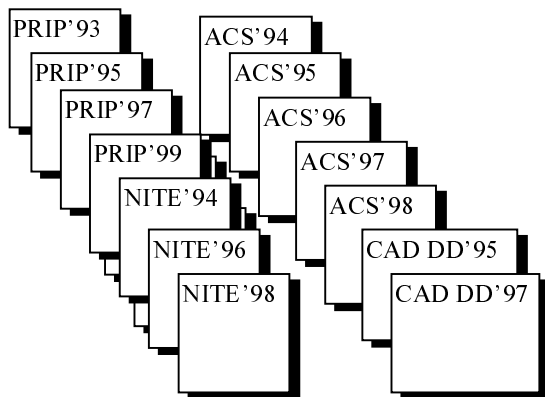 PRIP’93
PRIP’95
PRIP’97
PRIP’99
NITE’94
NITE’96
NITE’98
ACS’94
ACS’95
ACS’96
ACS’97
ACS’98
CAD DD’95
CAD DD’97